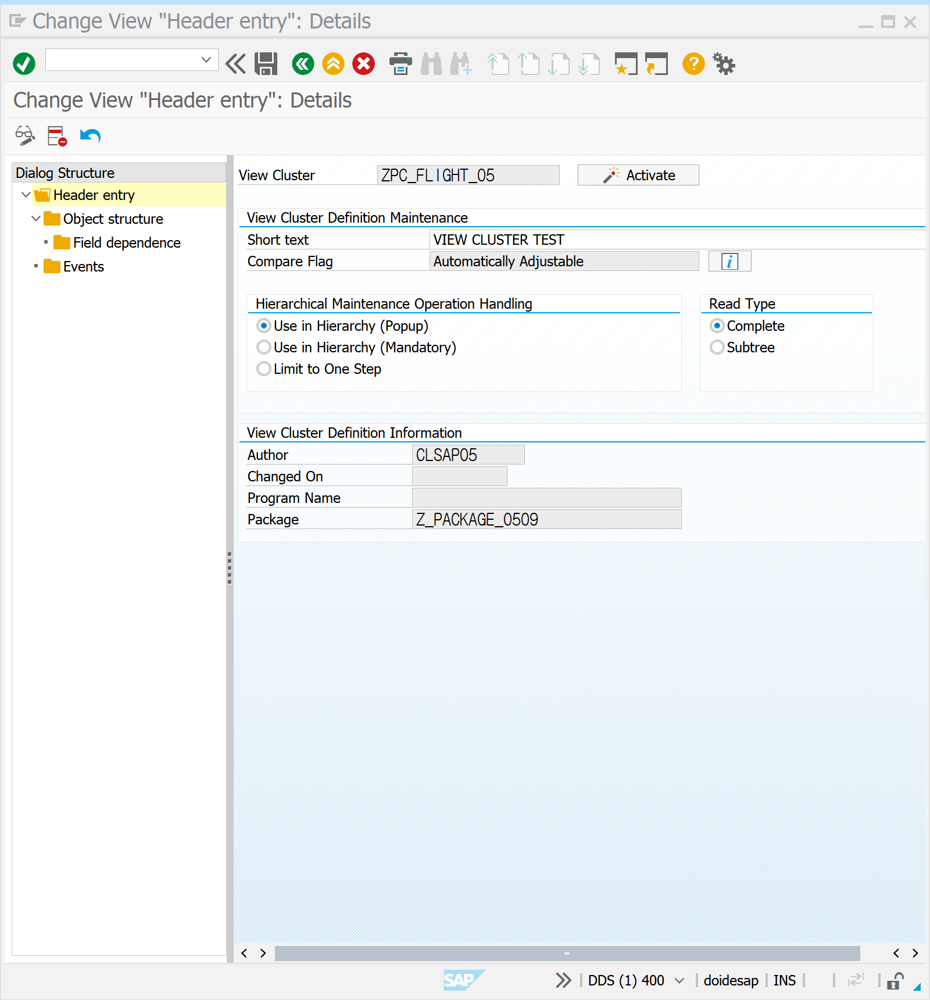 Change View "Header entry": Details
Change View "Header entry": Details
Dialog Structure
Header entry
Object structure
Field dependence
Events
View Cluster ZPC_FLIGHT_05 Activate
View Cluster Definition Maintenance
Short text VIEW CLUSTER TEST
Compare Flag Automatically Adjustable
Hierarchical Maintenance Operation Handling
Use in Hierarchy (Popup)
Use in Hierarchy (Mandatory)
Limit to One Step
Read Type
Complete
Subtree
View Cluster Definition Information
Author CLSAP05
Changed On
Program Name
Package Z_PACKAGE_0509
SAP DDS (1) 400 doidesap INS